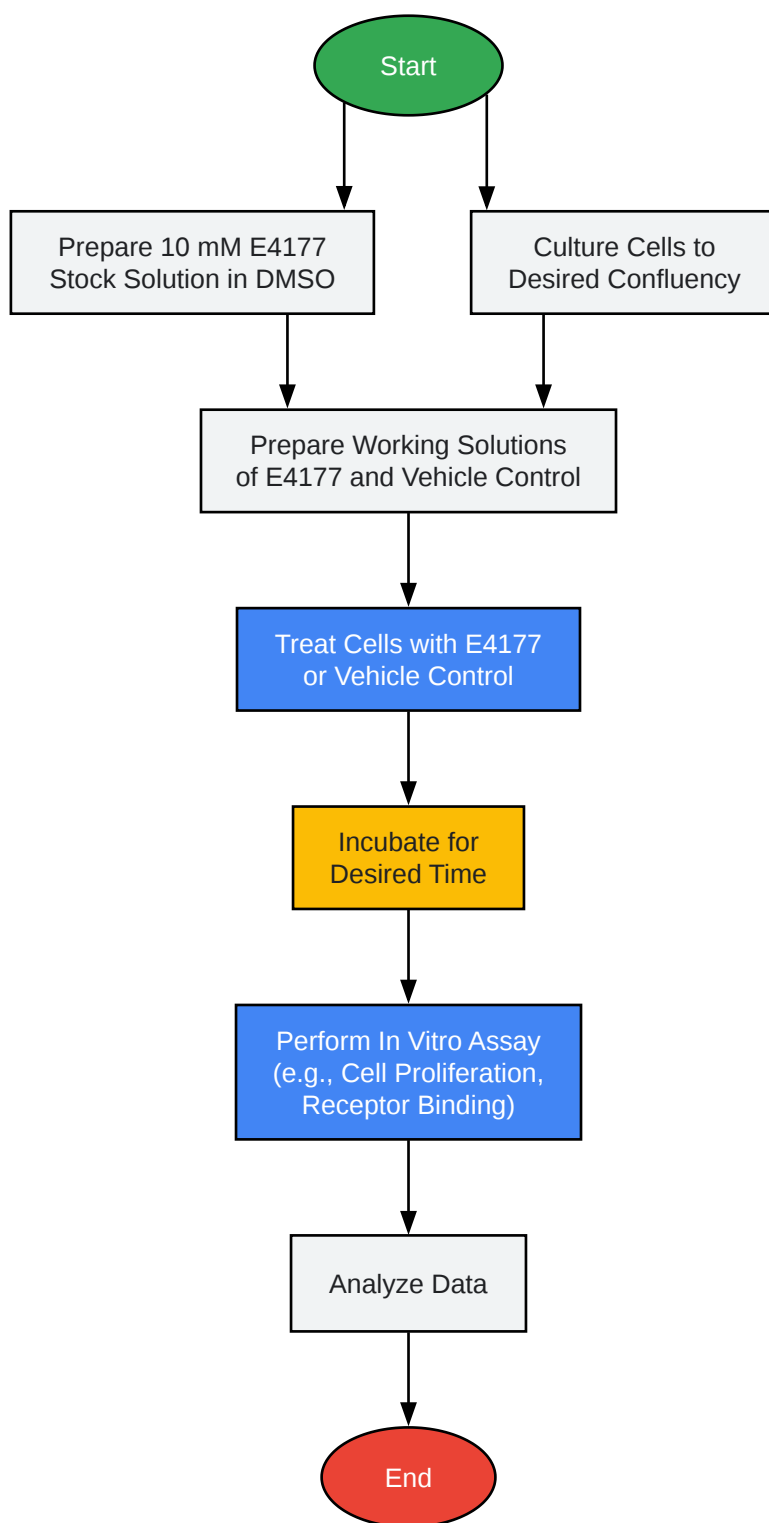 Start
Prepare 10 mM E4177
Stock Solution in DMSO
Culture Cells to
Desired Confluency
Prepare Working Solutions
of E4177 and Vehicle Control
Treat Cells with E4177
or Vehicle Control
Incubate for
Desired Time
Perform In Vitro Assay
(e.g., Cell Proliferation,
Receptor Binding)
Analyze Data
End